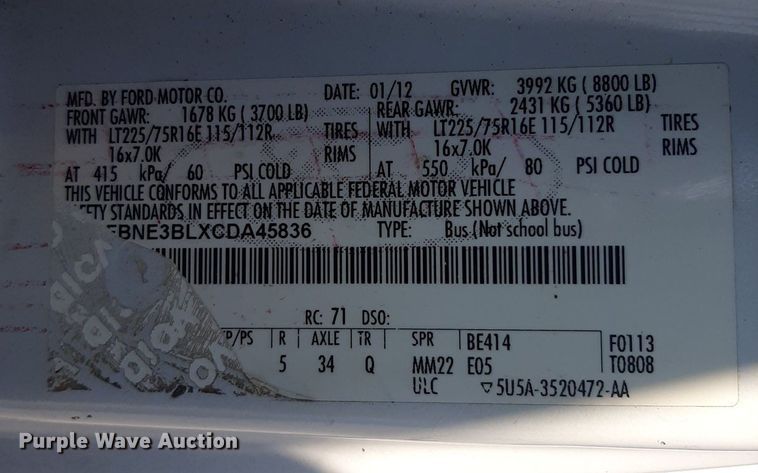 MFD. BY FORD MOTOR CO. DATE: 01/12 GVWR: 3992 KG ( 8800 LB)
FRONT GAWR: 1678 KG ( 3700 LB) REAR GAWR: 2431 KG ( 5360 LB)
WITH LT225/75R16E 115/112R TIRES WITH LT225/75R16E 115/112R TIRES
16x7.0K RIMS 16x7.0K RIMS
AT 415 kPa/ 60 PSI COLD AT 550 kPa/ 80 PSI COLD
THIS VEHICLE CONFORMS TO ALL APPLICABLE FEDERAL MOTOR VEHICLE
FETY STANDARDS IN EFFECT ON THE DATE OF MANUFACTURE SHOWN ABOVE.
FBNE3BLXCDA45836 TYPE: Bus (Not school bus)
RC: 71 DSO:
TP/PS R AXLE TR SPR BE414 F0113
5 34 Q MM22 E05 T0808
ULC ▽5U5A-3520472-AA
Purple Wave Auction